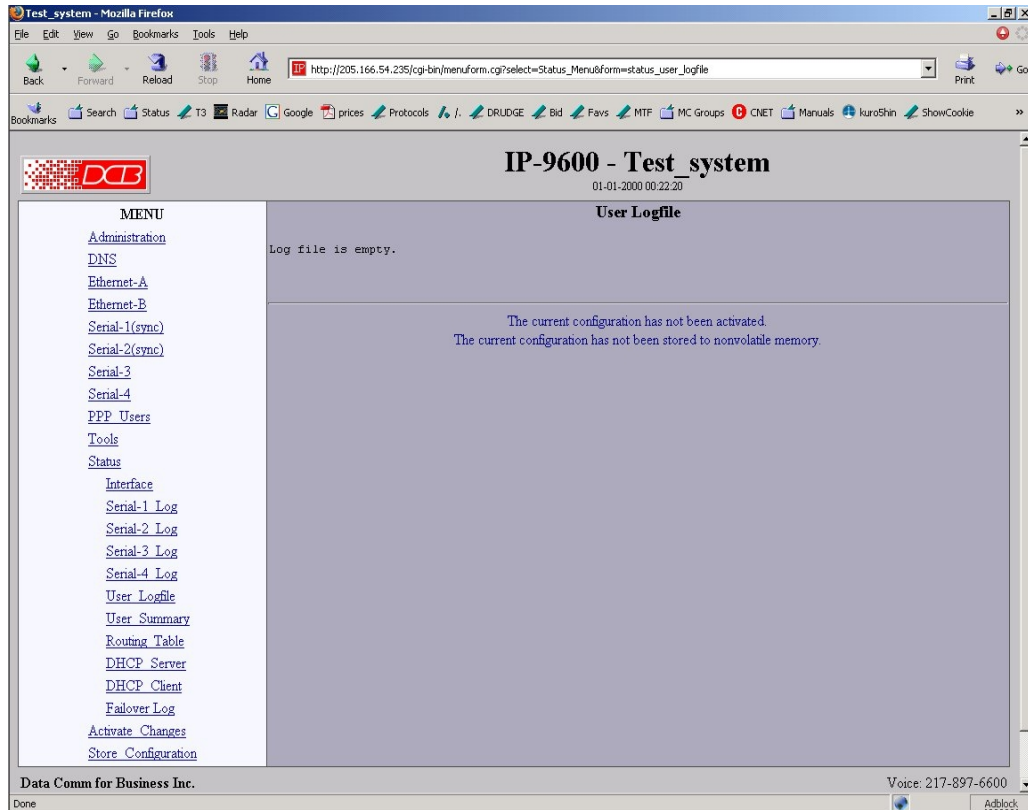 Test_system - Mozilla Firefox
File Edit View Go Bookmarks Tools Help
Back Forward Reload Stop Home
IP http://205.166.54.235/cgi-bin/menuform.cgi?select=Status_Menu&form=status_user_logfile
Print Go
Bookmarks Search Status T3 Radar Google prices Protocols /. DRUDGE Bid Favs MTF MC Groups CNET Manuals kuro5hin ShowCookie »
DCB
IP-9600 - Test_system
01-01-2000 00:22:20
MENU
Administration
DNS
Ethernet-A
Ethernet-B
Serial-1(sync)
Serial-2(sync)
Serial-3
Serial-4
PPP Users
Tools
Status
Interface
Serial-1 Log
Serial-2 Log
Serial-3 Log
Serial-4 Log
User Logfile
User Summary
Routing Table
DHCP Server
DHCP Client
Failover Log
Activate Changes
Store Configuration
User Logfile
Log file is empty.
The current configuration has not been activated.
The current configuration has not been stored to nonvolatile memory.
Data Comm for Business Inc.
Voice: 217-897-6600
Done
Adblock